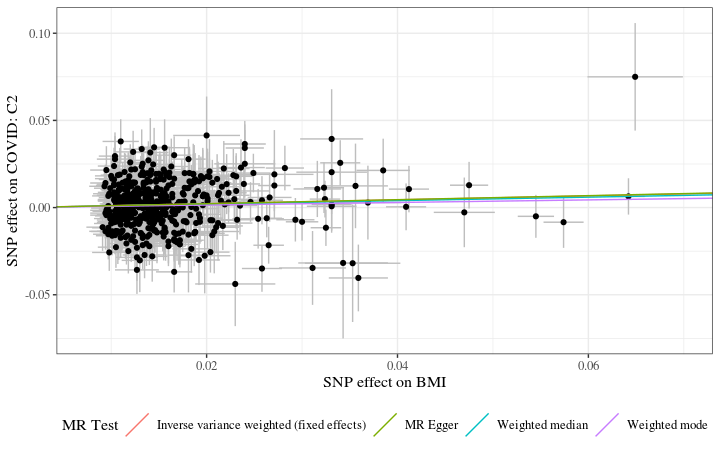 0.10
0.05
0.00
-0.05
SNP effect on COVID: C2
0.02
0.04
0.06
SNP effect on BMI
MR Test
Inverse variance weighted (fixed effects)
MR Egger
Weighted median
Weighted mode